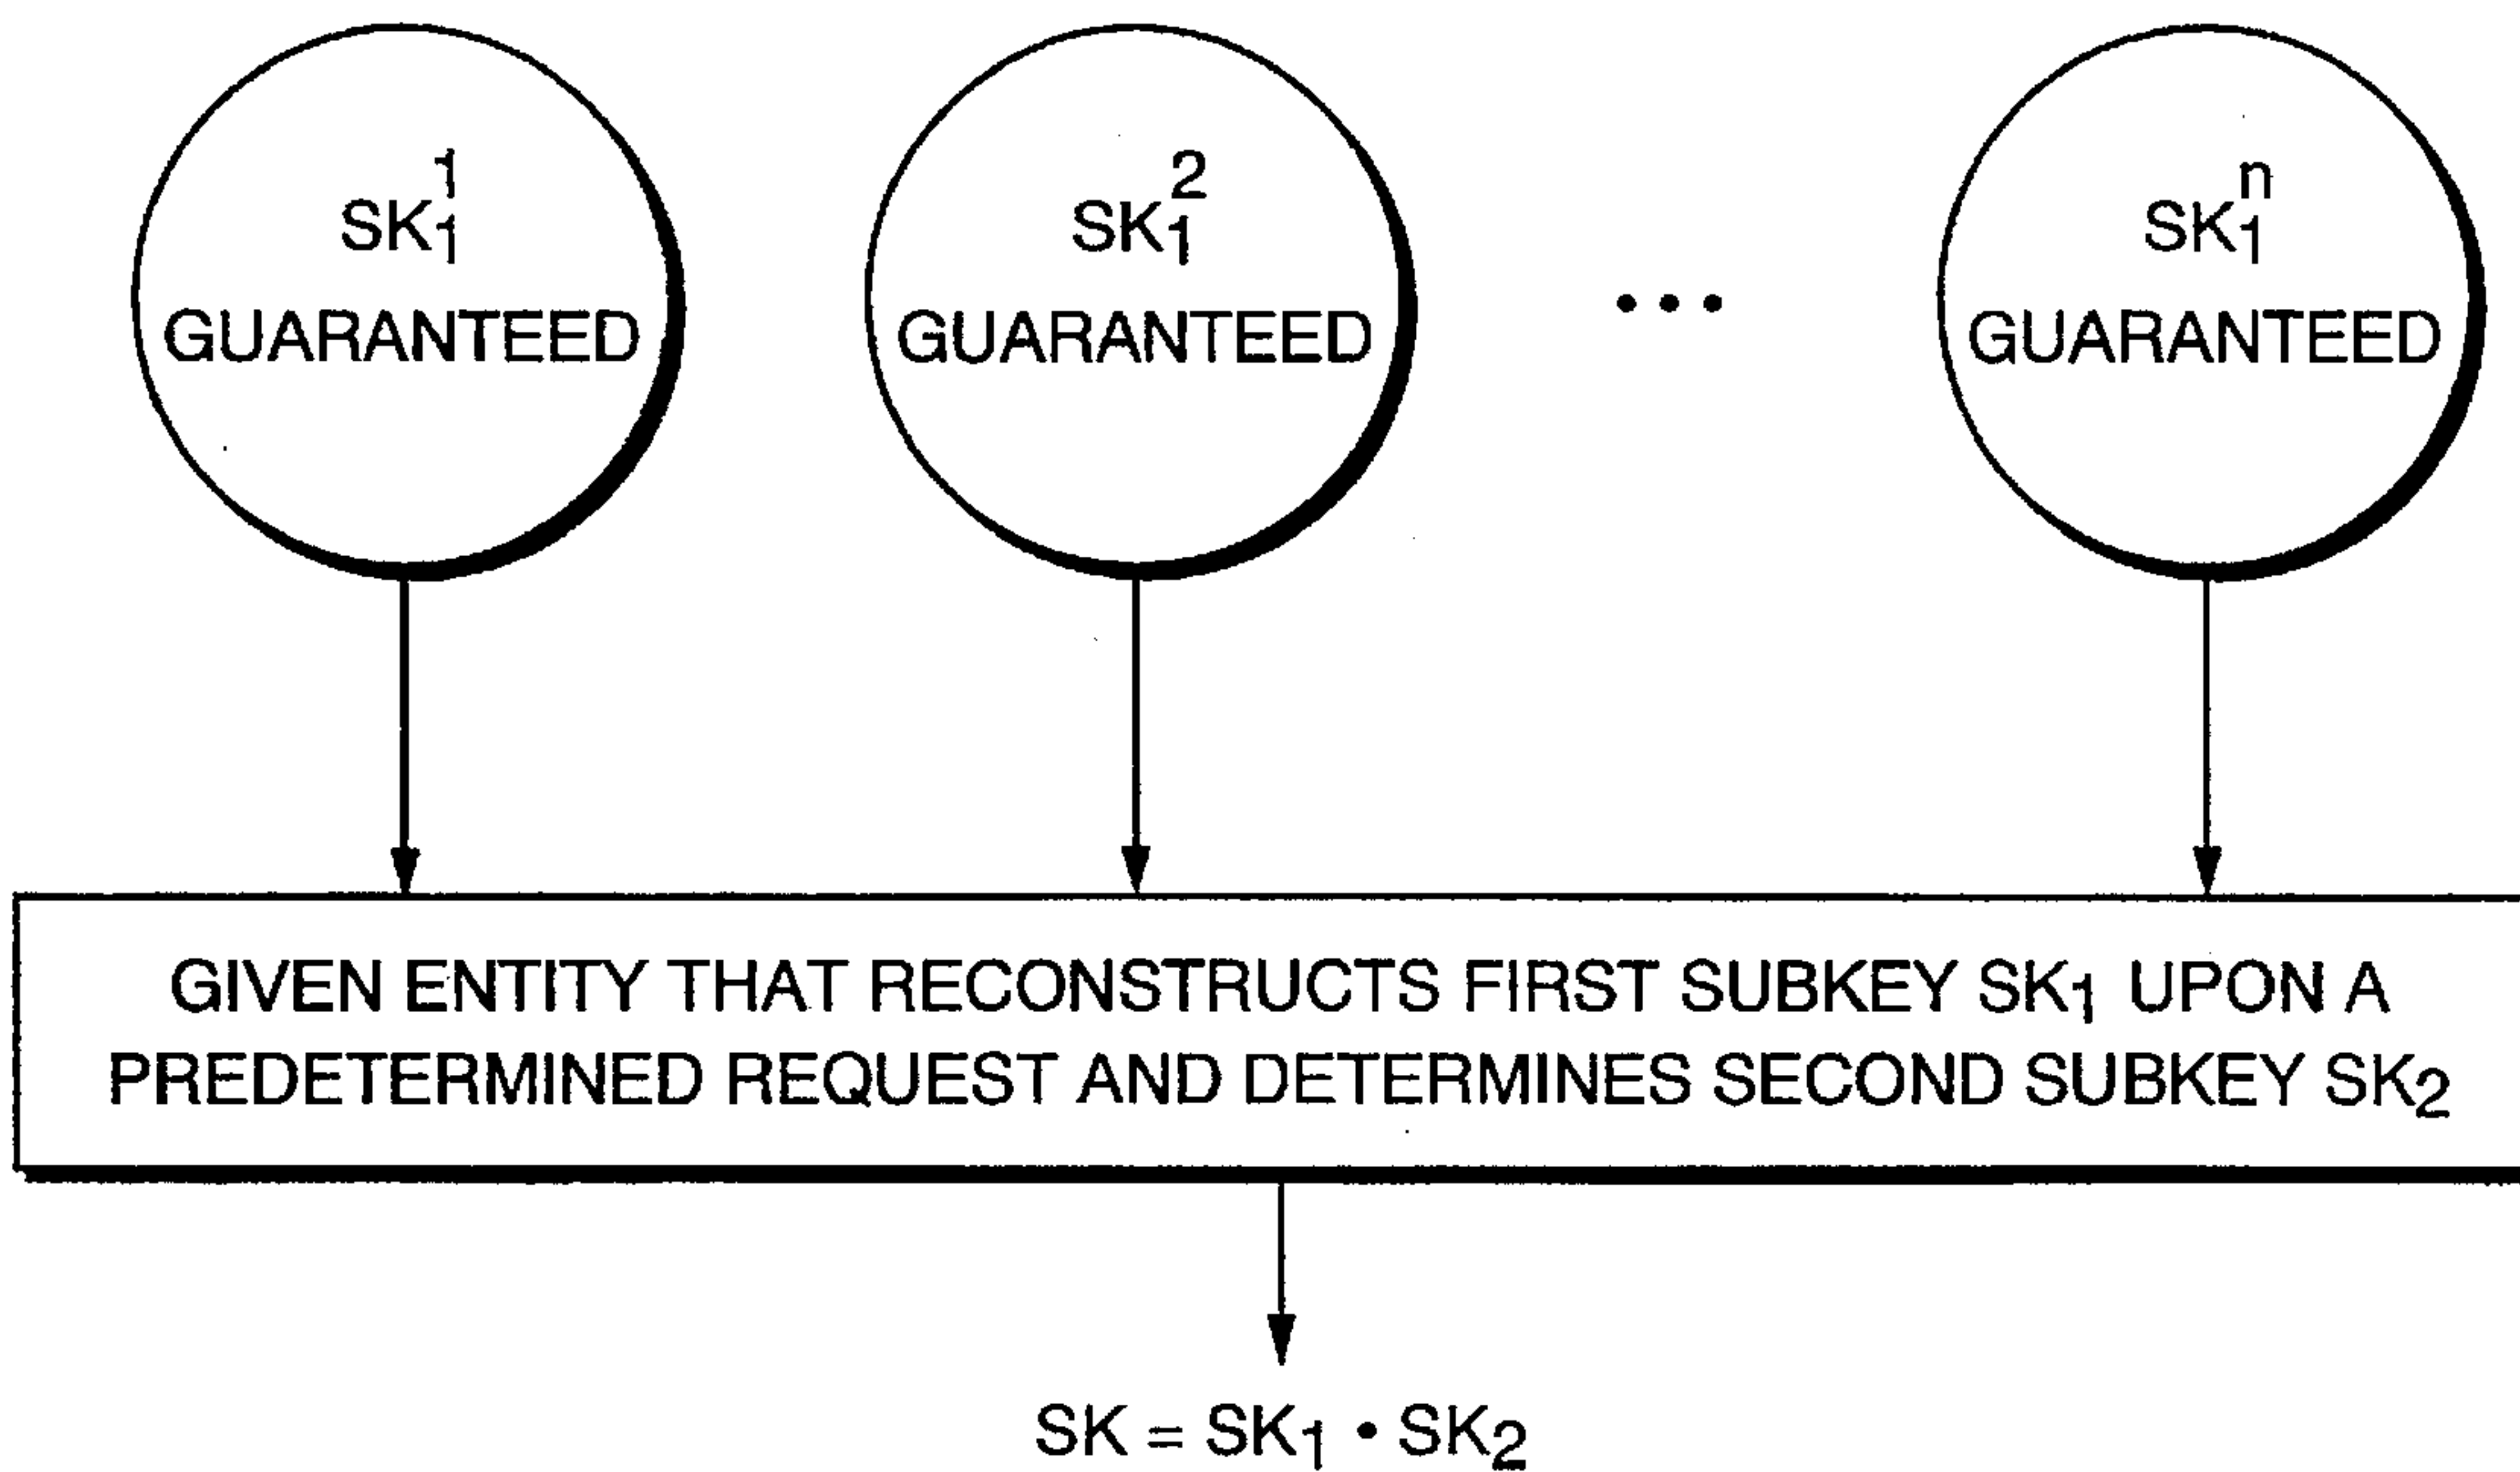 SK₁¹
GUARANTEED
SK₁²
GUARANTEED
• • •
SK₁ⁿ
GUARANTEED
GIVEN ENTITY THAT RECONSTRUCTS FIRST SUBKEY SK₁ UPON A
PREDETERMINED REQUEST AND DETERMINES SECOND SUBKEY SK₂
SK = SK₁ • SK₂